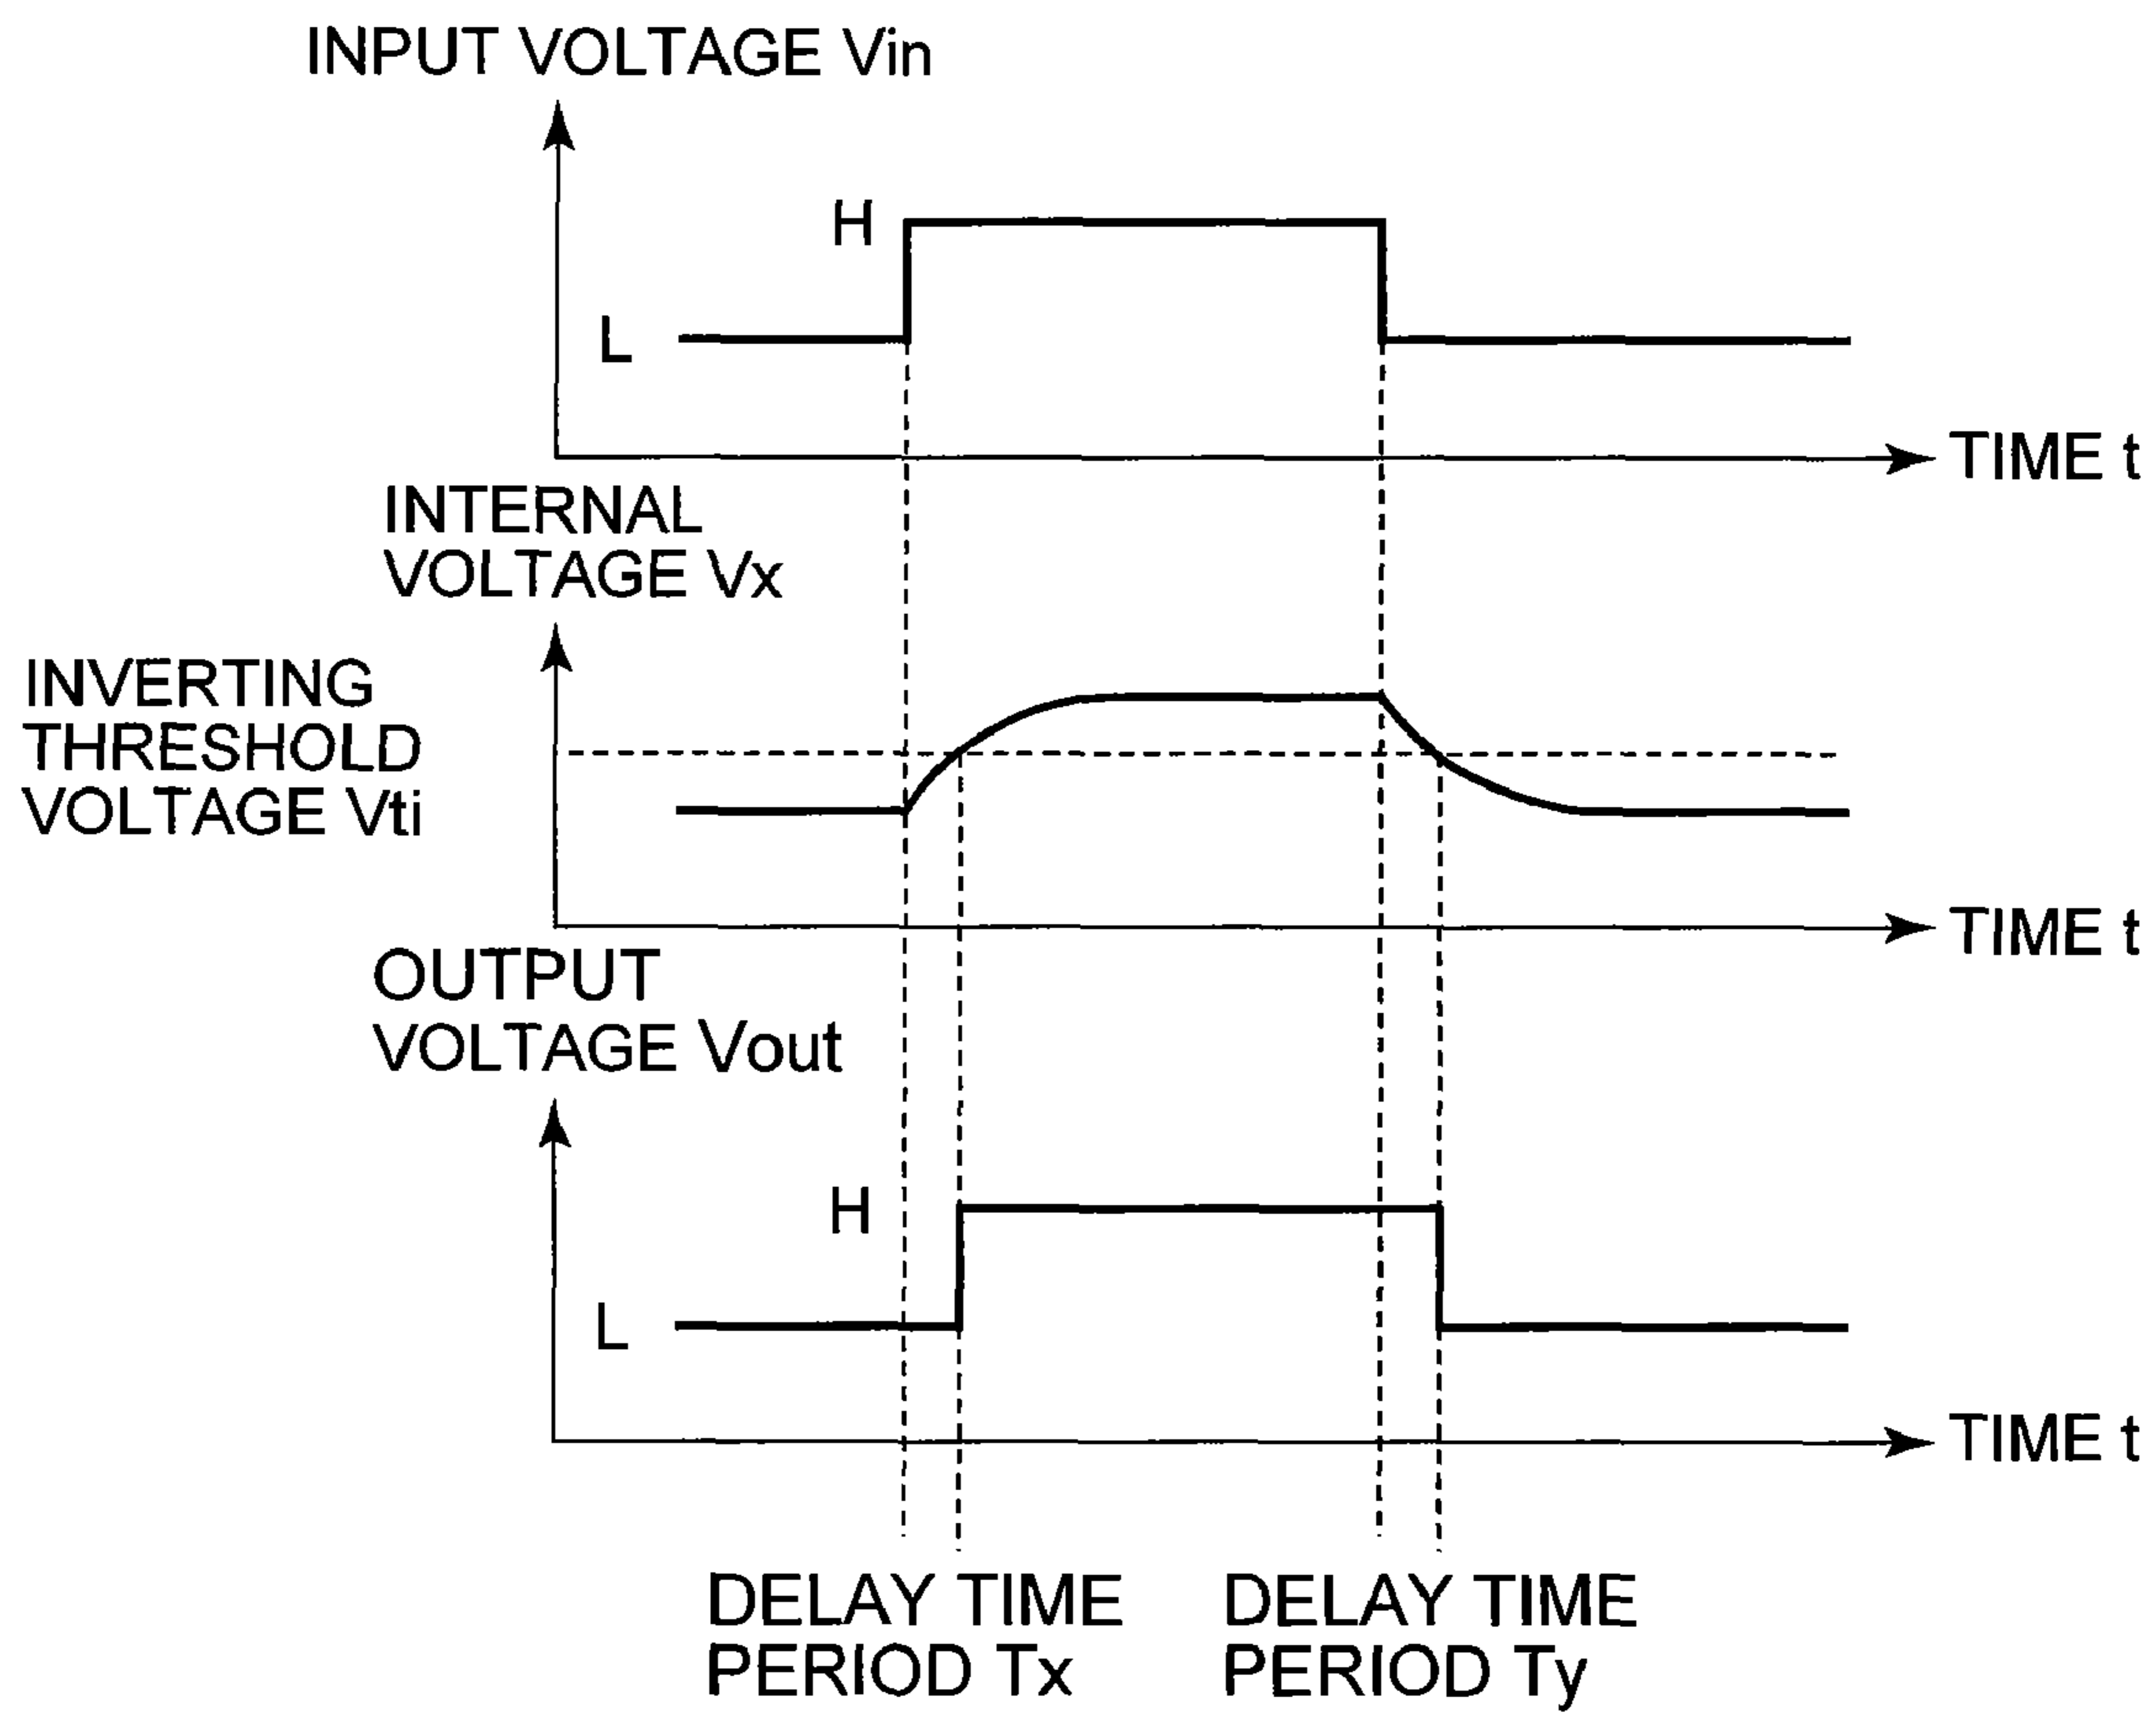 INPUT VOLTAGE Vin
H
L
TIME t
INTERNAL
VOLTAGE Vx
INVERTING
THRESHOLD
VOLTAGE Vti
TIME t
OUTPUT
VOLTAGE Vout
H
L
TIME t
DELAY TIME
PERIOD Tx
DELAY TIME
PERIOD Ty